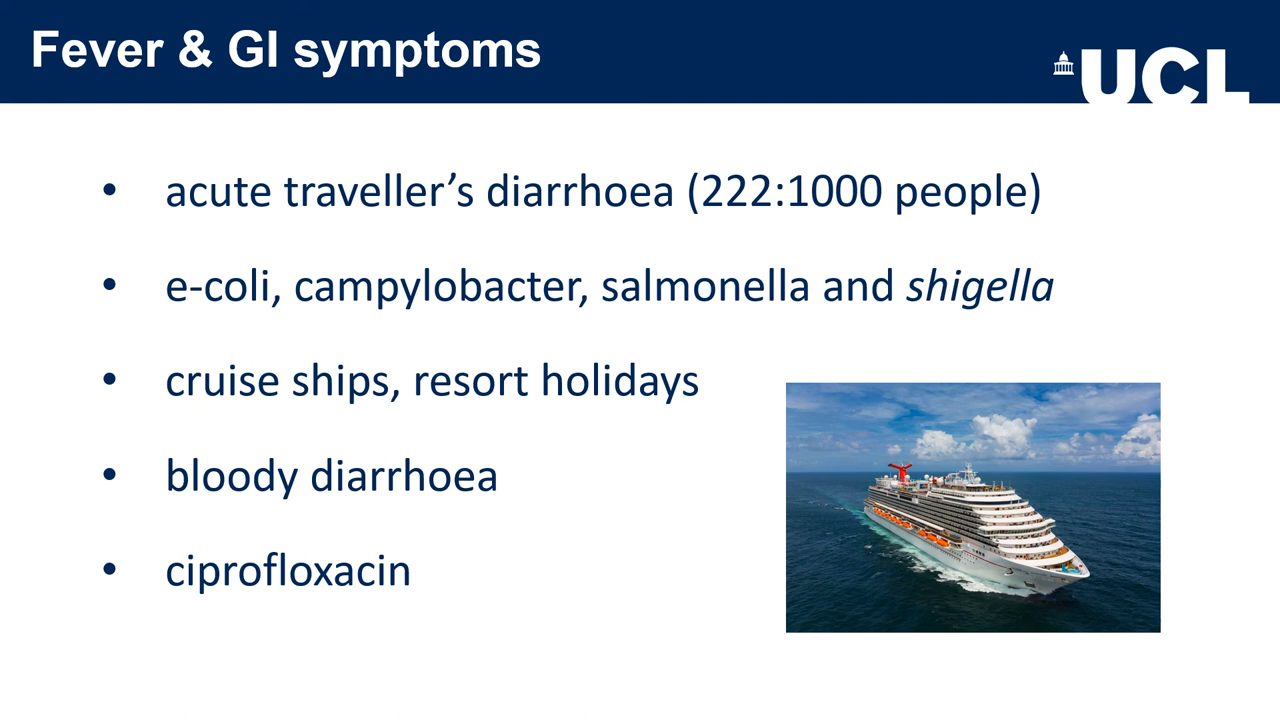 Fever & GI symptoms
UCL
• acute traveller’s diarrhoea (222:1000 people)
• e-coli, campylobacter, salmonella and shigella
• cruise ships, resort holidays
• bloody diarrhoea
• ciprofloxacin